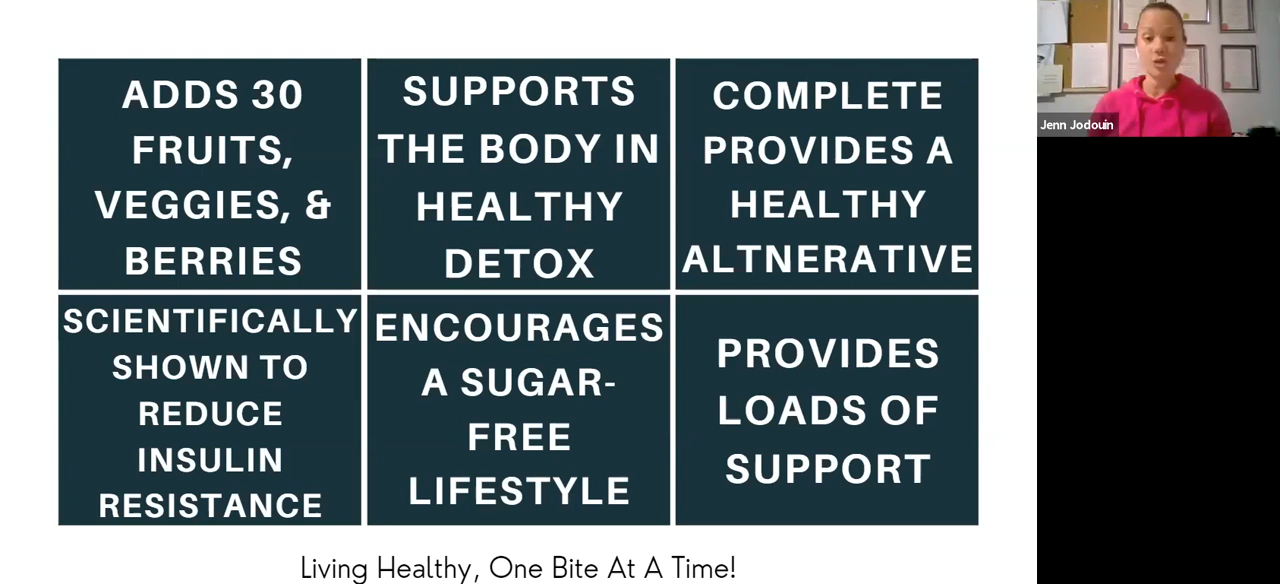 ADDS 30
FRUITS,
VEGGIES, &
BERRIES
SUPPORTS
THE BODY IN
HEALTHY
DETOX
COMPLETE
PROVIDES A
HEALTHY
ALTNERATIVE
SCIENTIFICALLY
SHOWN TO
REDUCE
INSULIN
RESISTANCE
ENCOURAGES
A SUGAR-
FREE
LIFESTYLE
PROVIDES
LOADS OF
SUPPORT
Living Healthy, One Bite At A Time!
Jenn Jodouin